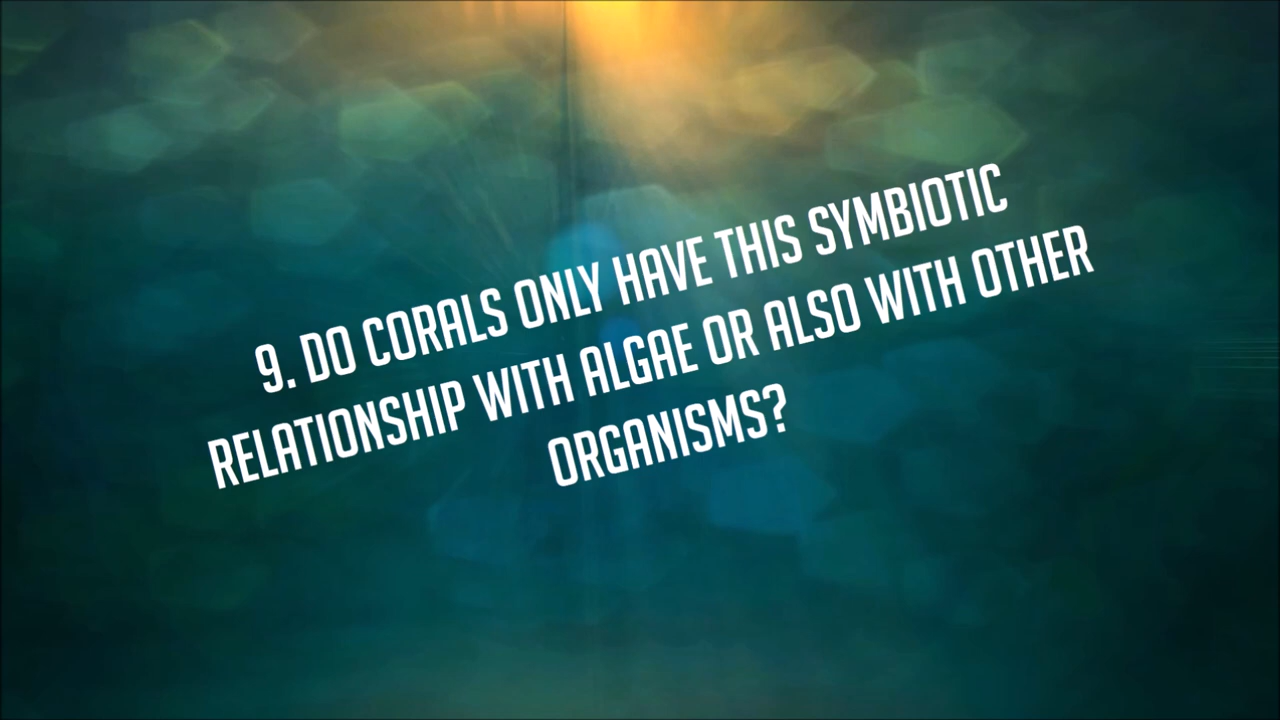 9. DO CORALS ONLY HAVE THIS SYMBIOTIC
RELATIONSHIP WITH ALGAE OR ALSO WITH OTHER
ORGANISMS?